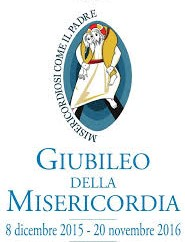 MISERICORDIOSI COME IL PADRE
GIUBILEO
DELLA
MISERICORDIA
8 dicembre 2015 - 20 novembre 2016